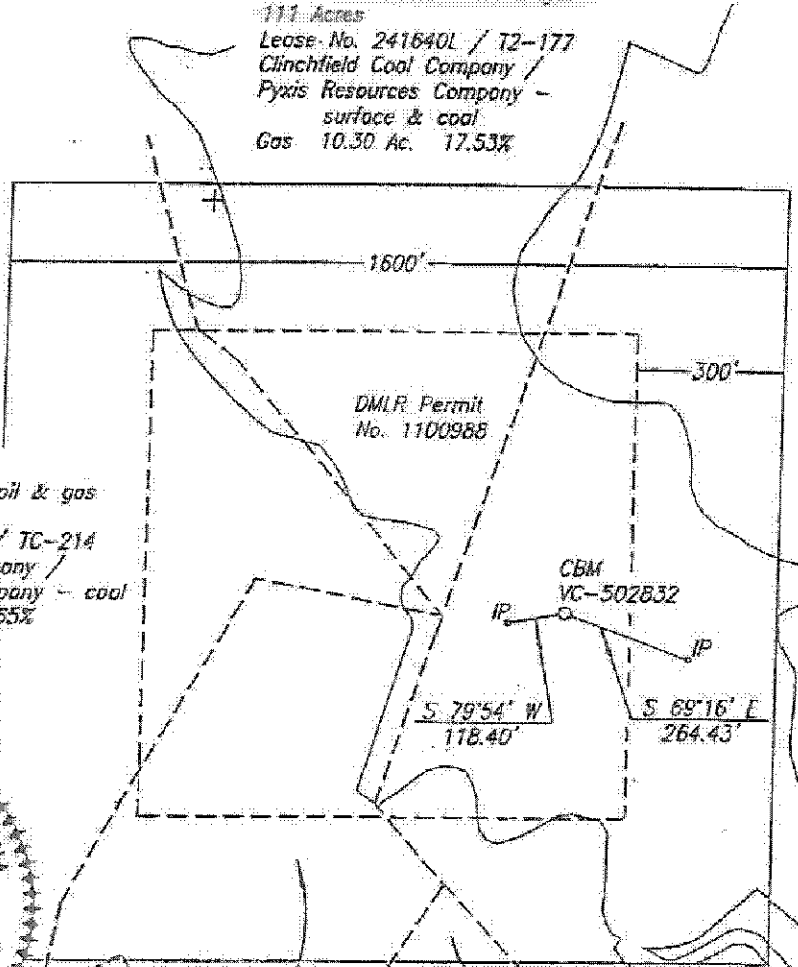 111 Acres
Lease No. 241640L / T2-177
Clinchfield Coal Company /
Pyxis Resources Company -
surface & coal
Gas 10.30 Ac. 17.53%
1600'
300'
DMLR Permit
No. 1100988
oil & gas
/ TC-214
pany /
pany - coal
65%
CBM
VC-502832
IP
IP
S 79°54' W
118.40'
S 69°16' E
264.43'